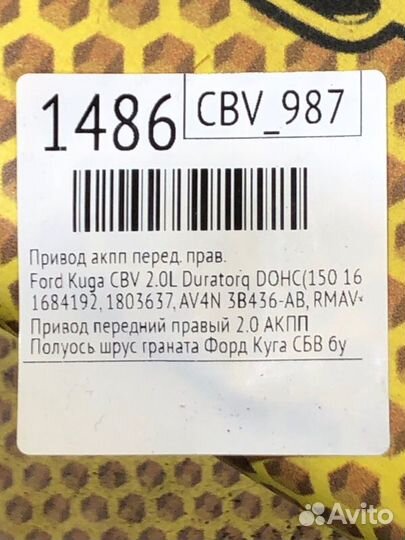 1486
CBV_987
Привод акпп перед. прав.
Ford Kuga CBV 2.0L Duratorq DOHC(150 16
1684192, 1803637, AV4N 3B436-AB, RMAV
Привод передний правый 2.0 АКПП
Полуось шрус граната Форд Куга СБВ бу
Avito